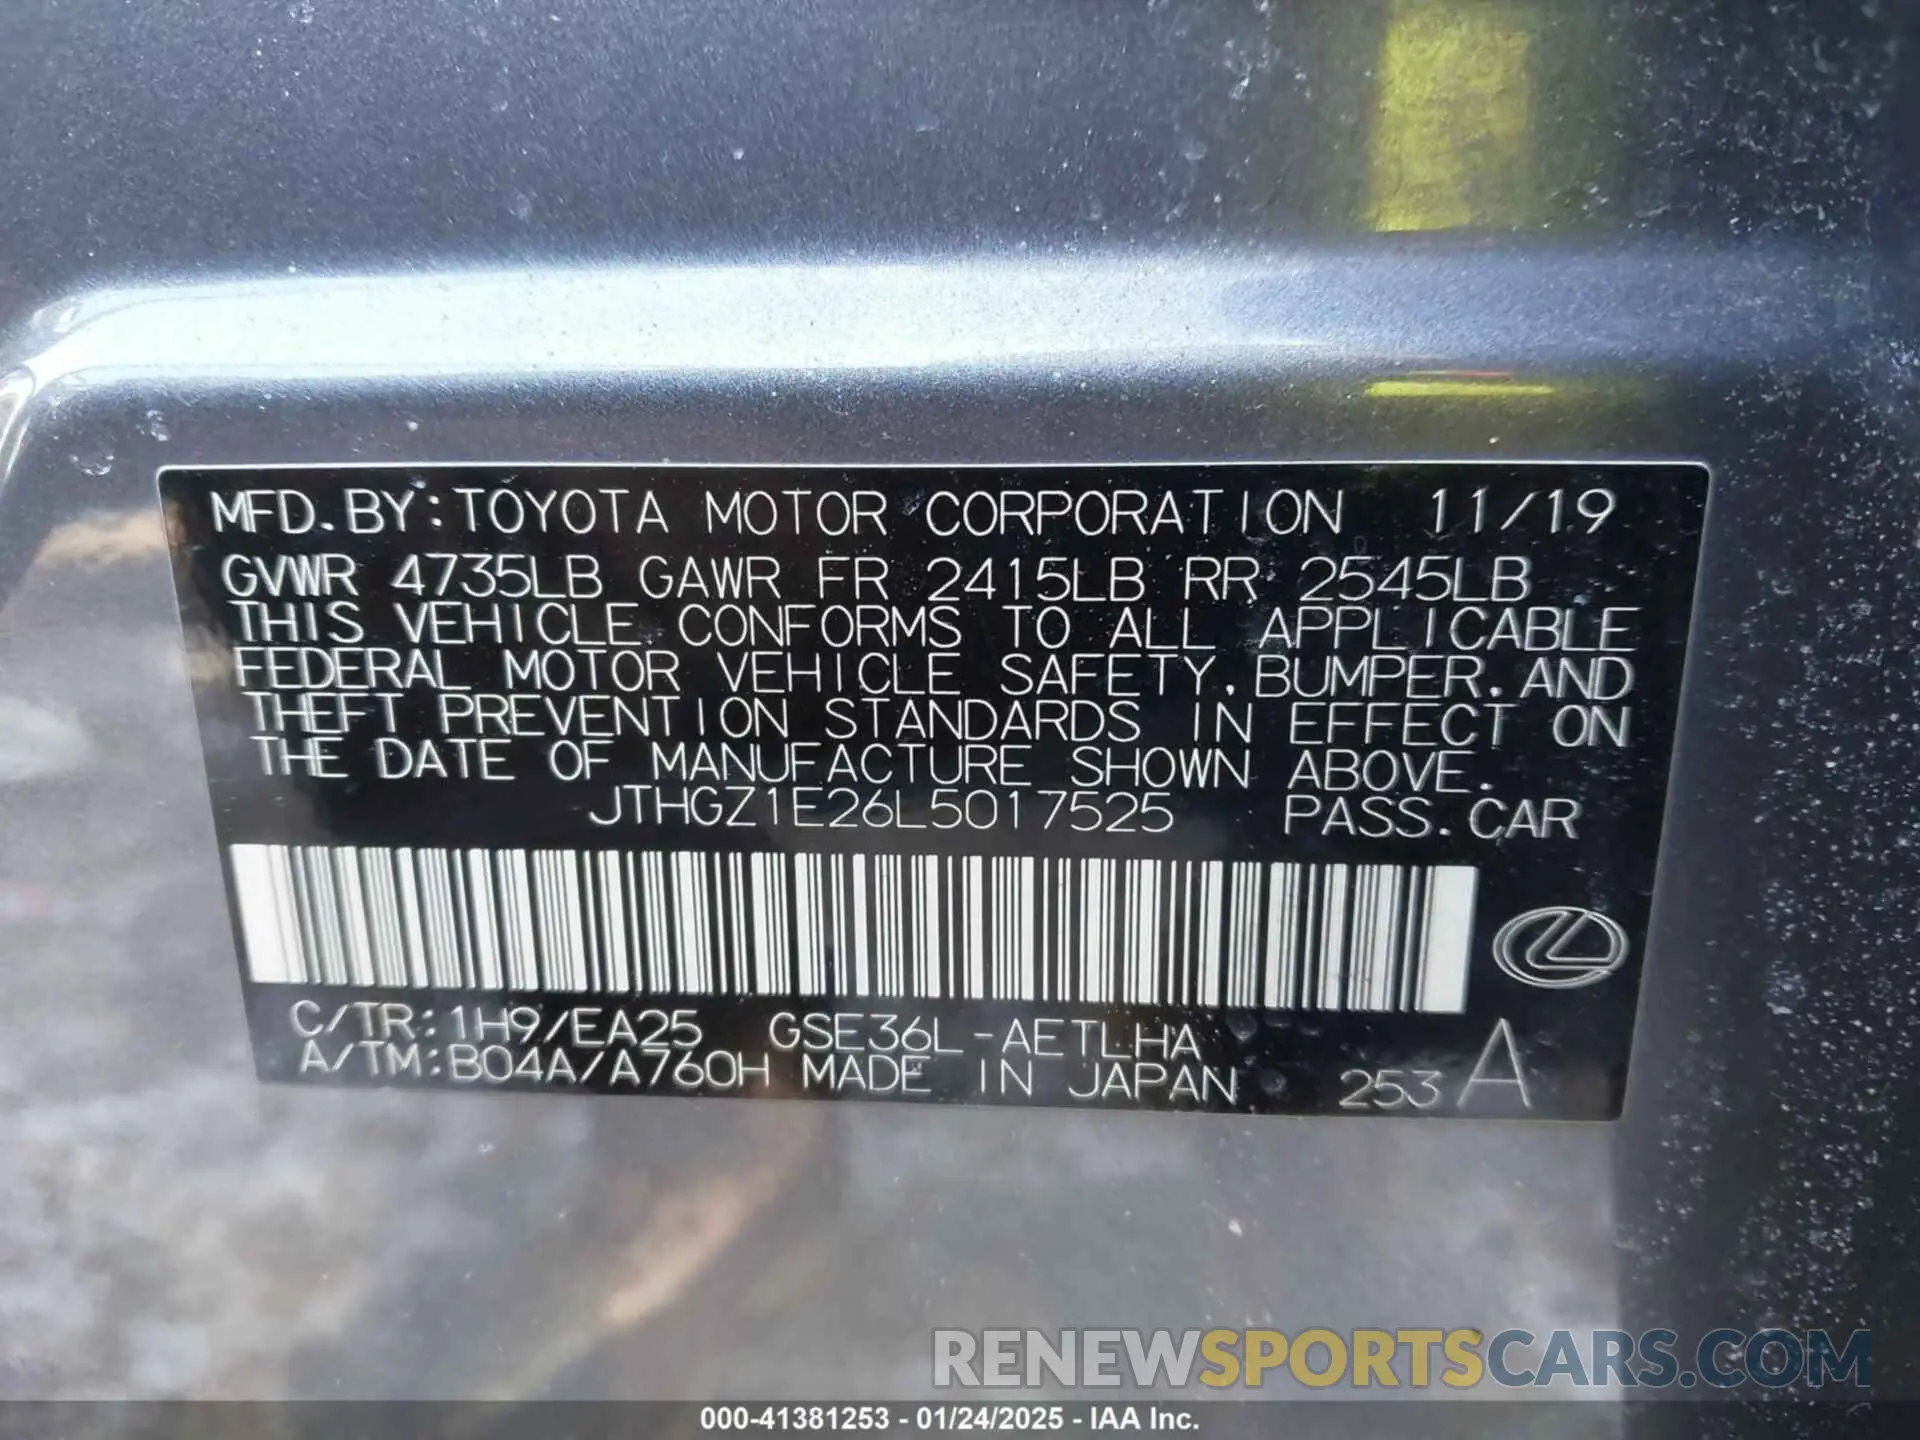 MFD. BY: TOYOTA MOTOR CORPORATION 11/19
GVWR 4735LB GAWR FR 2415LB RR 2545LB
THIS VEHICLE CONFORMS TO ALL APPLICABLE
FEDERAL MOTOR VEHICLE SAFETY, BUMPER, AND
THEFT PREVENTION STANDARDS IN EFFECT ON
THE DATE OF MANUFACTURE SHOWN ABOVE.
JTHGZ1E26L5017525 PASS. CAR
C/TR: 1H9/EA25 GSE36L-AETLHA
A/TM: B04A/A760H MADE IN JAPAN 253 A
RENEWSPORTSCARS.COM
000-41381253 - 01/24/2025 - IAA Inc.